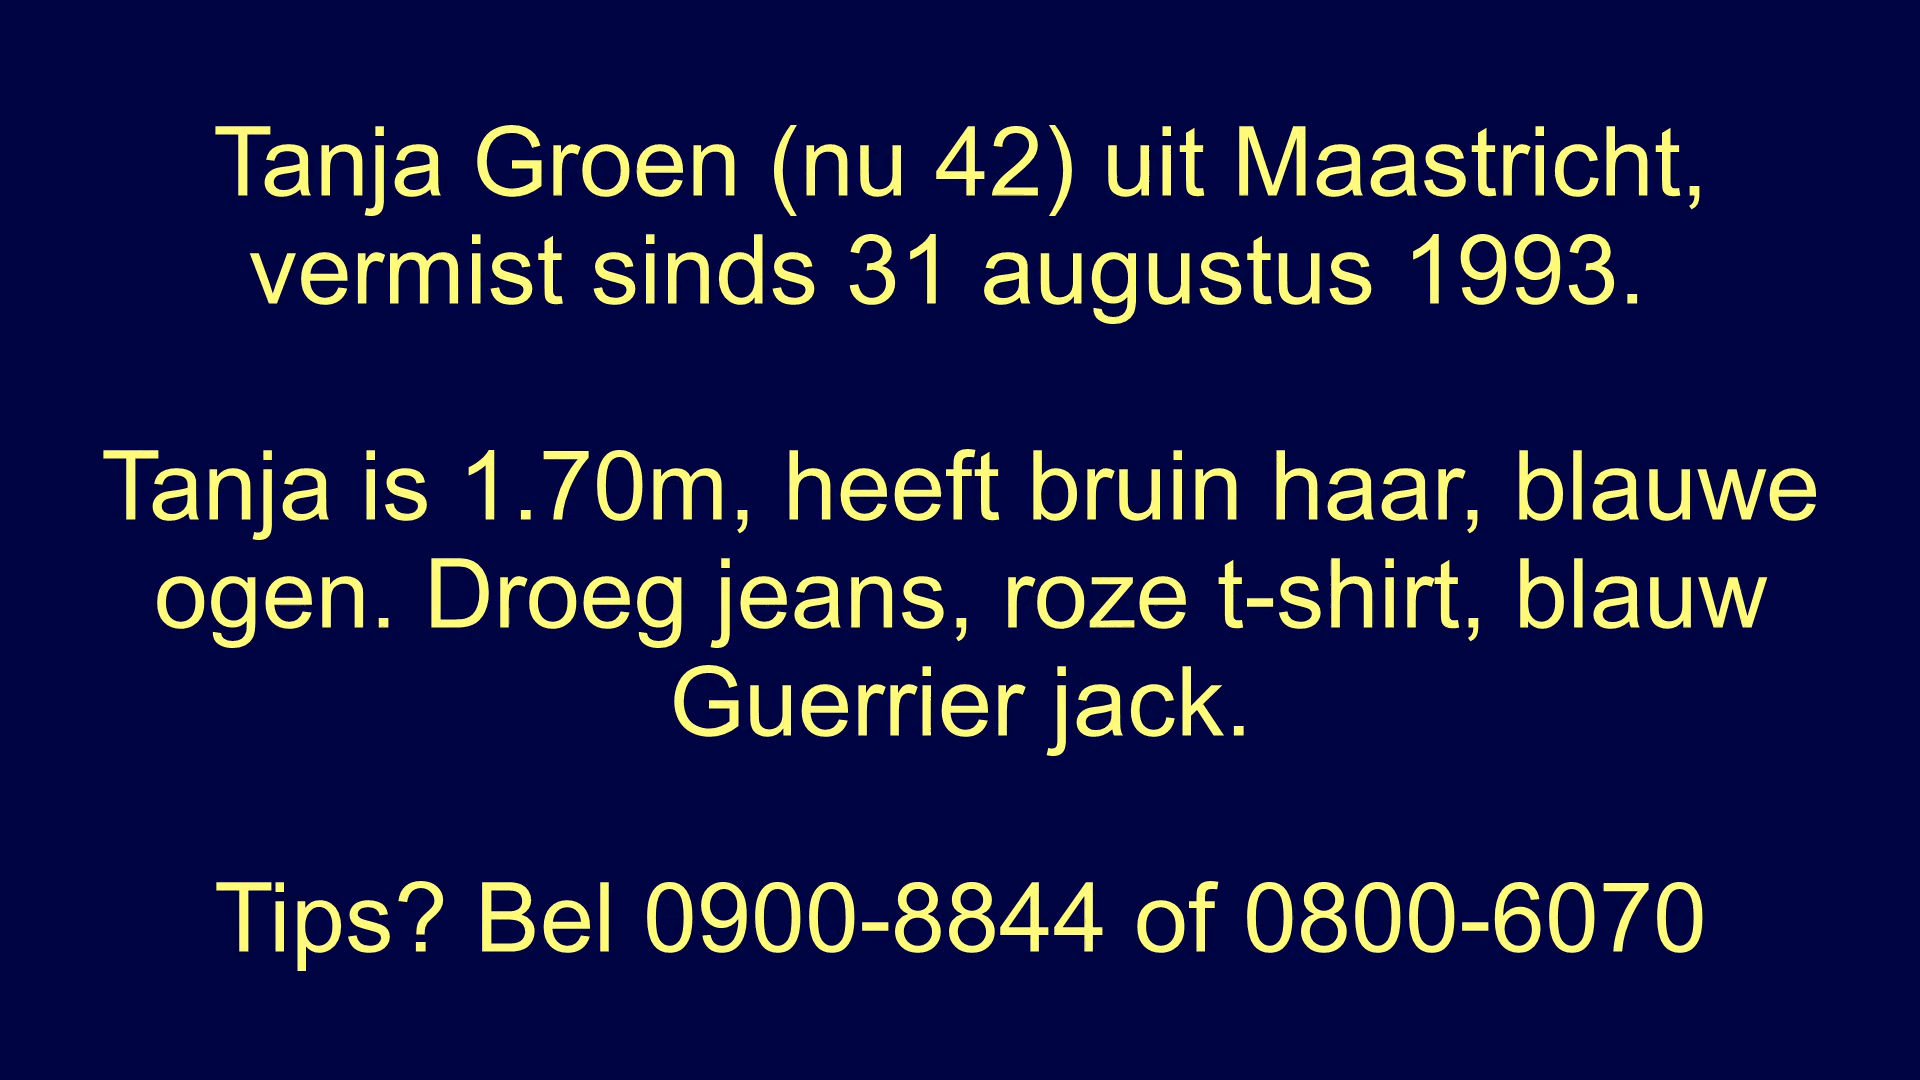 Tanja Groen (nu 42) uit Maastricht,
vermist sinds 31 augustus 1993.
Tanja is 1.70m, heeft bruin haar, blauwe
ogen. Droeg jeans, roze t-shirt, blauw
Guerrier jack.
Tips? Bel 0900-8844 of 0800-6070